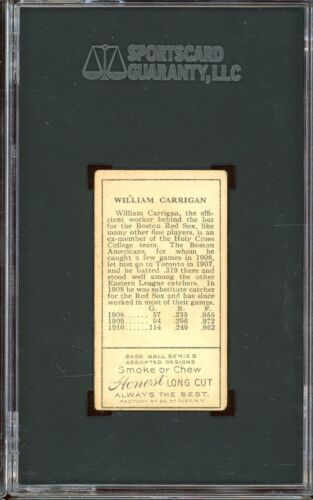 SPORTSCARD
GUARANTY, LLC
WILLIAM CARRIGAN
William Carrigan, the effi-
cient worker behind the bat
for the Boston Red Sox, like
many other fine players, is an
ex-member of the Holy Cross
College team. The Boston
Americans, for whom he
caught a few games in 1906,
let him go to Toronto in 1907,
and he batted .319 there and
stood well among the other
Eastern League catchers. In
1908 he was substitute catcher
for the Red Sox and has since
worked in most of their games.
G. B. F.
1908 ...... 57 .235 .955
1909 ...... 94 .296 .972
1910 ...... 114 .249 .962
BASE BALL SERIES
ASSORTED DESIGNS
Smoke or Chew
Honest LONG CUT
ALWAYS THE BEST.
FACTORY Nº DIST. N.Y.